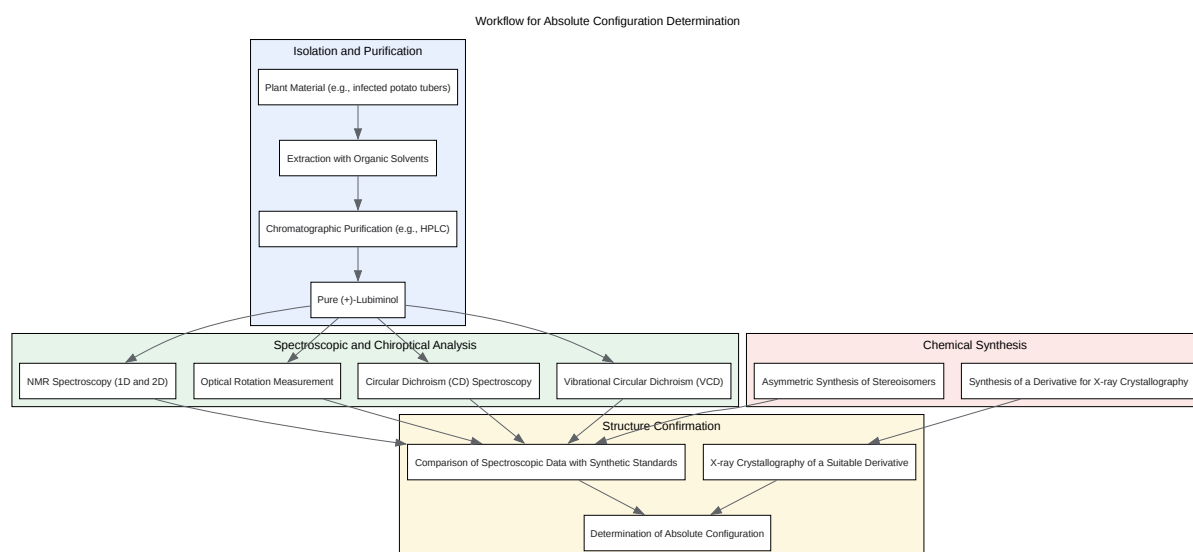 Workflow for Absolute Configuration Determination
Isolation and Purification
Plant Material (e.g., infected potato tubers)
Extraction with Organic Solvents
Chromatographic Purification (e.g., HPLC)
Pure (+)-Lubiminol
Spectroscopic and Chiroptical Analysis
NMR Spectroscopy (1D and 2D)
Optical Rotation Measurement
Circular Dichroism (CD) Spectroscopy
Vibrational Circular Dichroism (VCD)
Chemical Synthesis
Asymmetric Synthesis of Stereoisomers
Synthesis of a Derivative for X-ray Crystallography
Structure Confirmation
Comparison of Spectroscopic Data with Synthetic Standards
X-ray Crystallography of a Suitable Derivative
Determination of Absolute Configuration